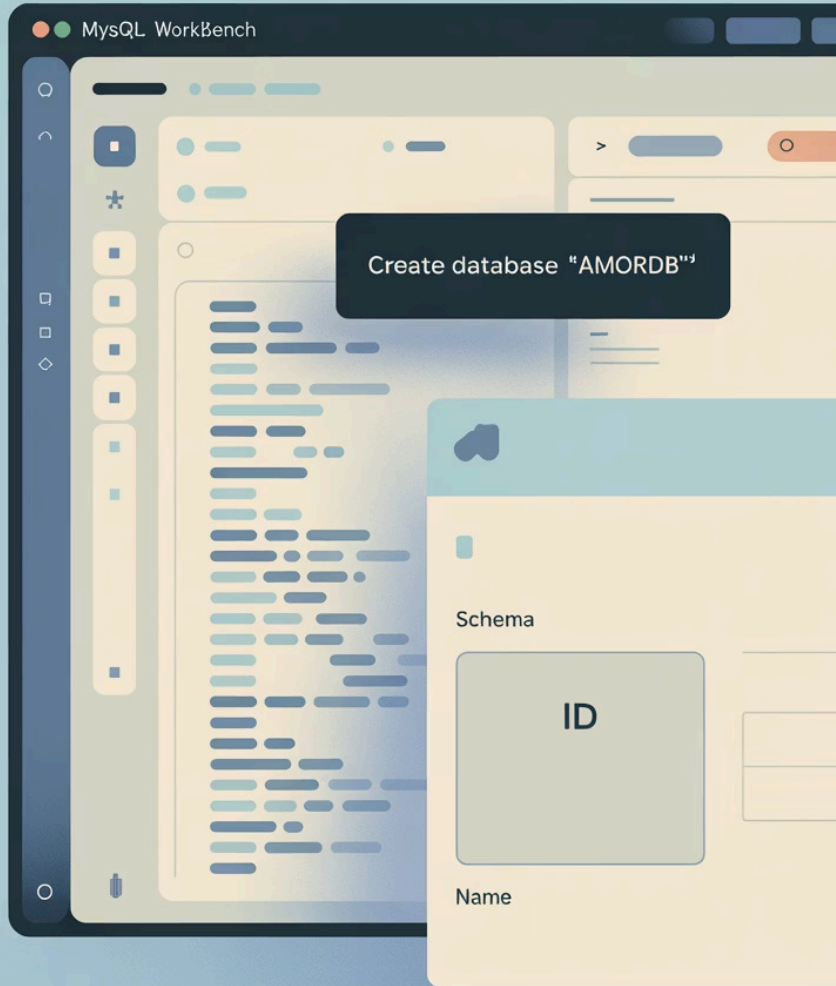 MysQL WorkBench
>
Create database "AMORDB"'
Schema
ID
Name